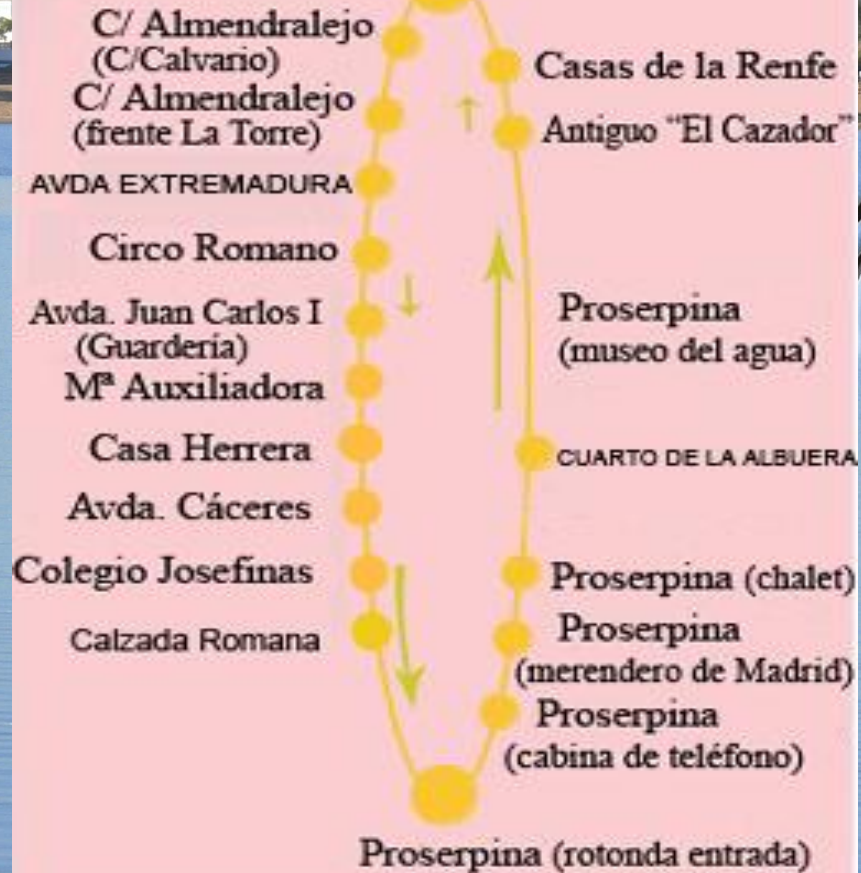 C/ Almendralejo
(C/Calvario)
C/ Almendralejo
(frente La Torre)
AVDA EXTREMADURA
Circo Romano
Avda. Juan Carlos I
(Guardería)
Mª Auxiliadora
Casa Herrera
Avda. Cáceres
Colegio Josefinas
Calzada Romana
Casas de la Renfe
Antiguo “El Cazador”
Proserpina
(museo del agua)
CUARTO DE LA ALBUERA
Proserpina (chalet)
Proserpina
(merendero de Madrid)
Proserpina
(cabina de teléfono)
Proserpina (rotonda entrada)